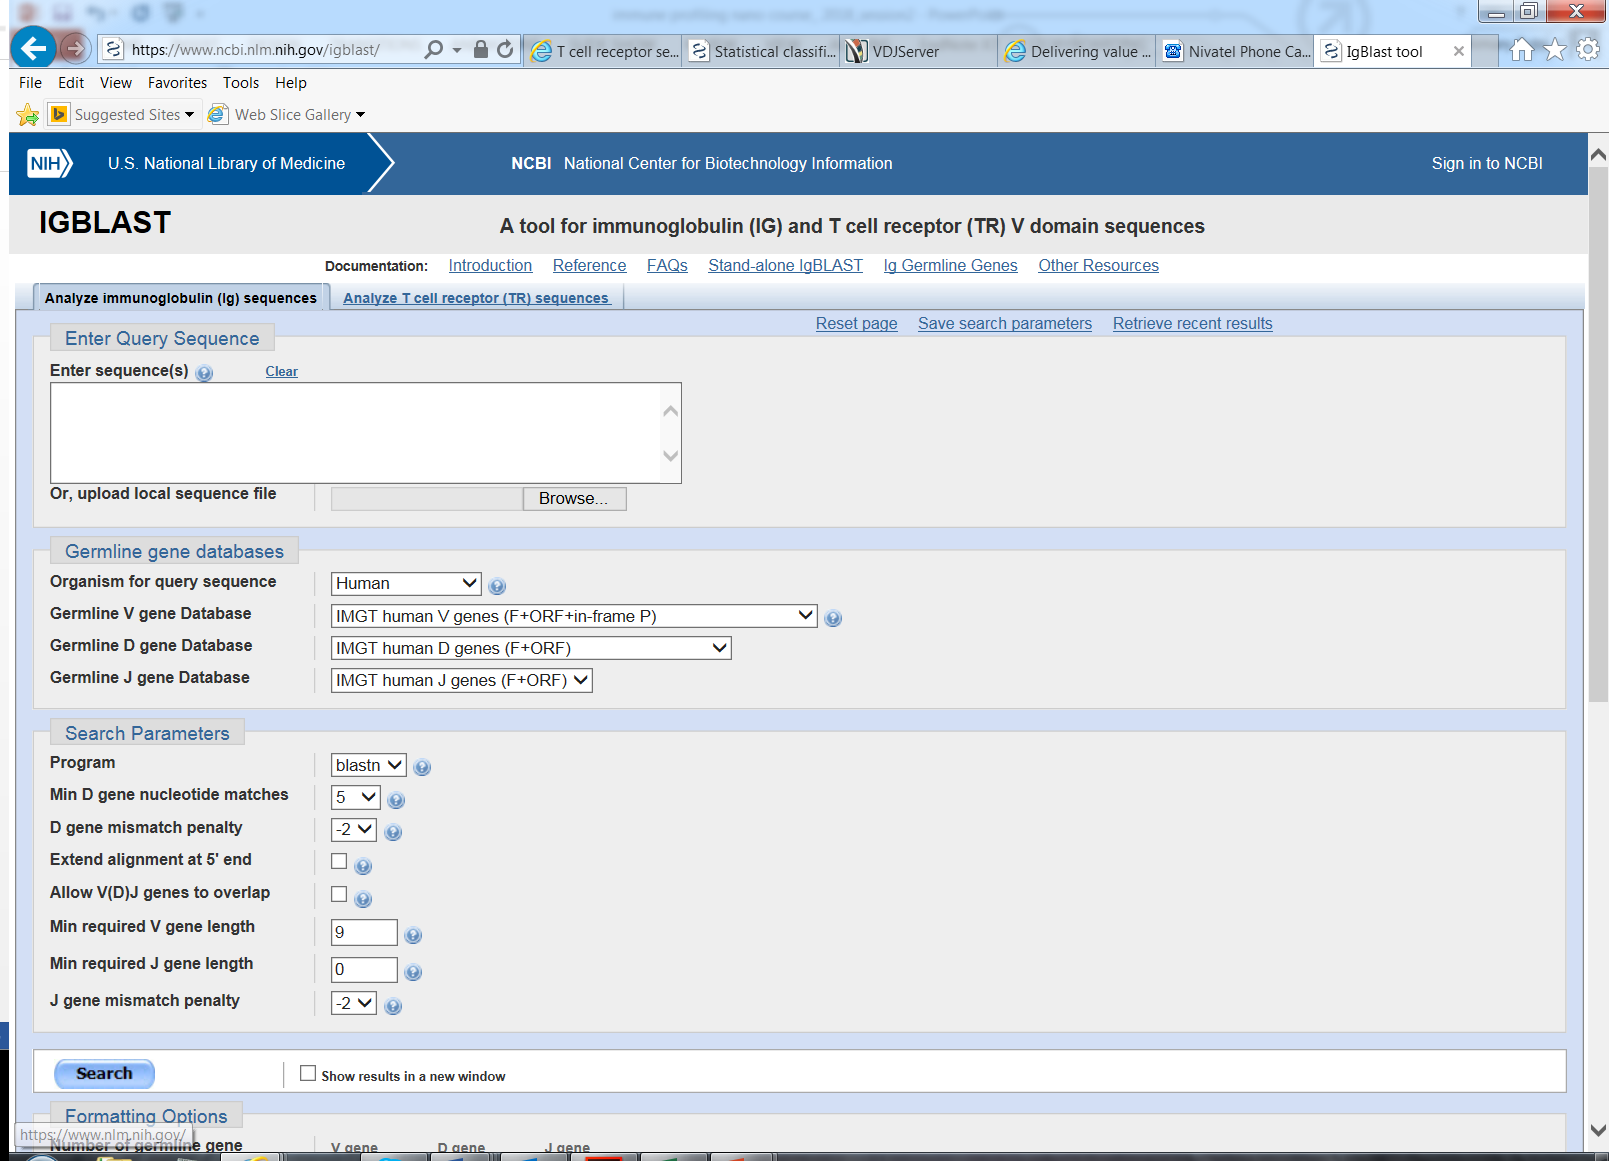 https://www.ncbi.nlm.nih.gov/igblast/
T cell receptor se...
Statistical classifi...
VDJServer
Delivering value ...
Nivatel Phone Ca...
IgBlast tool
File Edit View Favorites Tools Help
Suggested Sites
Web Slice Gallery
NIH U.S. National Library of Medicine
NCBI National Center for Biotechnology Information
Sign in to NCBI
IGBLAST
A tool for immunoglobulin (IG) and T cell receptor (TR) V domain sequences
Documentation: Introduction Reference FAQs Stand-alone IgBLAST Ig Germline Genes Other Resources
Analyze immunoglobulin (Ig) sequences
Analyze T cell receptor (TR) sequences
Reset page Save search parameters Retrieve recent results
Enter Query Sequence
Enter sequence(s) Clear
Or, upload local sequence file Browse...
Germline gene databases
Organism for query sequence Human
Germline V gene Database IMGT human V genes (F+ORF+in-frame P)
Germline D gene Database IMGT human D genes (F+ORF)
Germline J gene Database IMGT human J genes (F+ORF)
Search Parameters
Program blastn
Min D gene nucleotide matches 5
D gene mismatch penalty -2
Extend alignment at 5' end
Allow V(D)J genes to overlap
Min required V gene length 9
Min required J gene length 0
J gene mismatch penalty -2
Search
Show results in a new window
Formatting Options
https://www.nlm.nih.gov/
Number of germline gene V gene D gene J gene